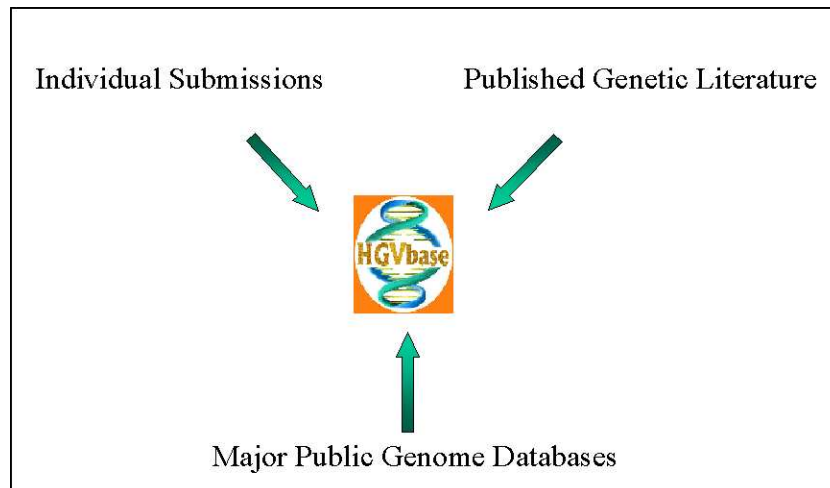 Individual Submissions
Published Genetic Literature
HGVbase
Major Public Genome Databases